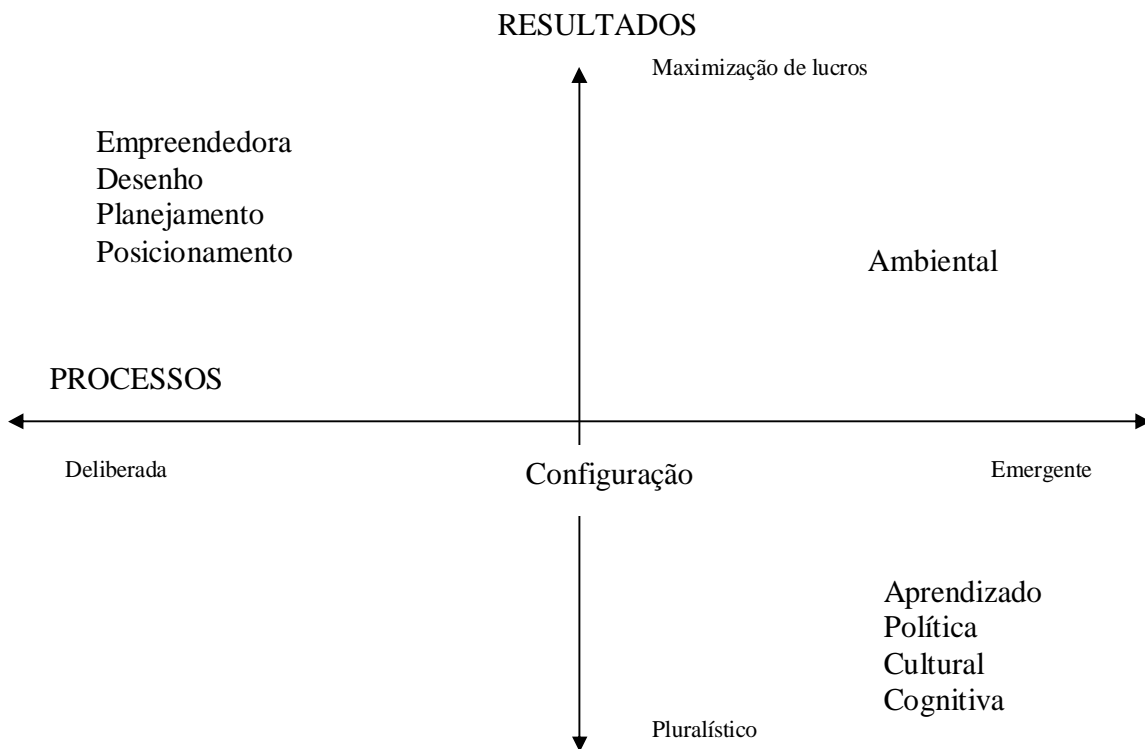 RESULTADOS
Maximização de lucros
Empreendedora
Desenho
Planejamento
Posicionamento
Ambiental
PROCESSOS
Deliberada
Configuração
Emergente
Aprendizado
Política
Cultural
Cognitiva
Pluralístico